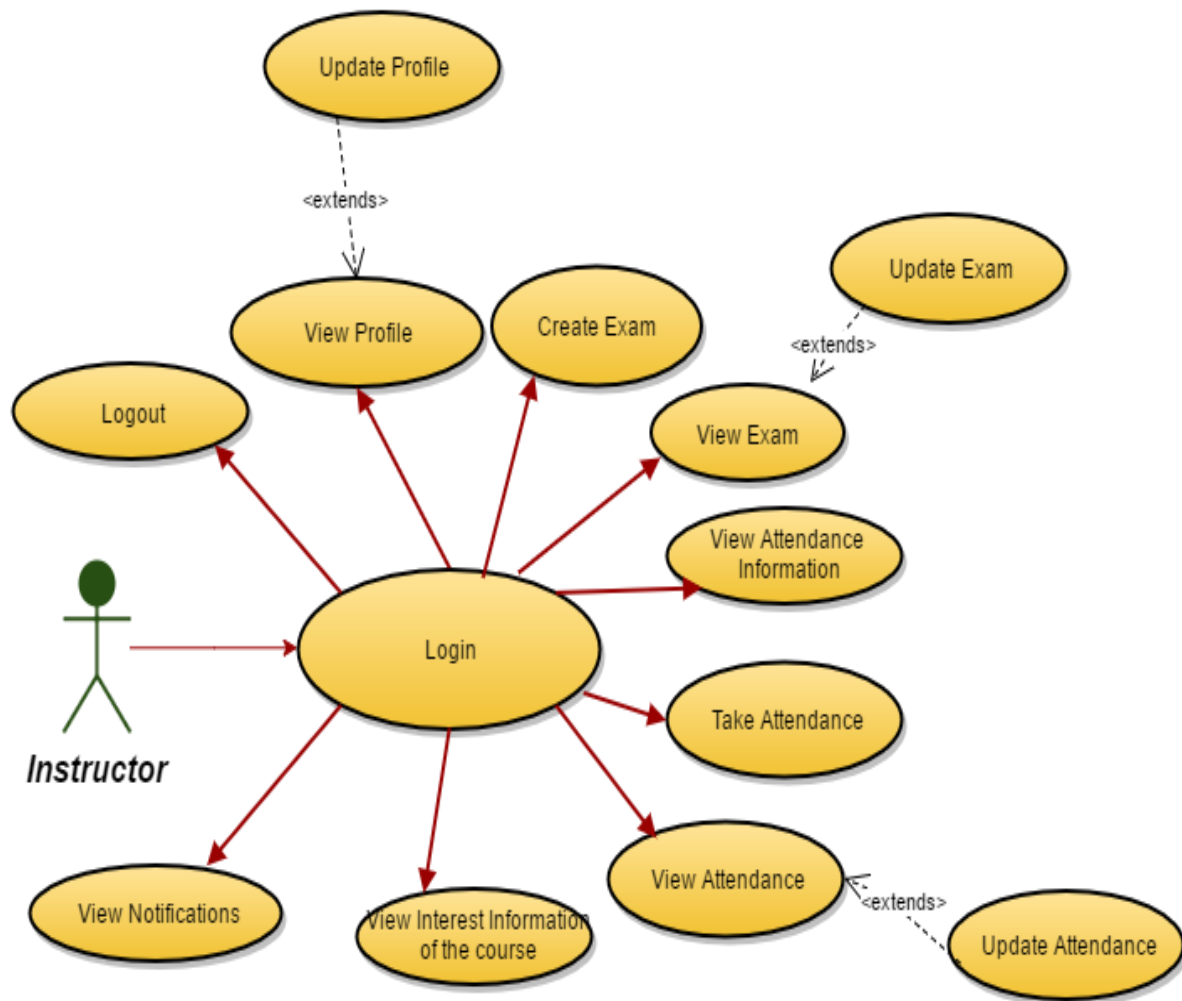 Update Profile
<extends>
Update Exam
View Profile
Create Exam
<extends>
Logout
View Exam
View Attendance
Information
Login
Take Attendance
Instructor
View Notifications
View Interest Information
of the course
View Attendance
<extends>
Update Attendance